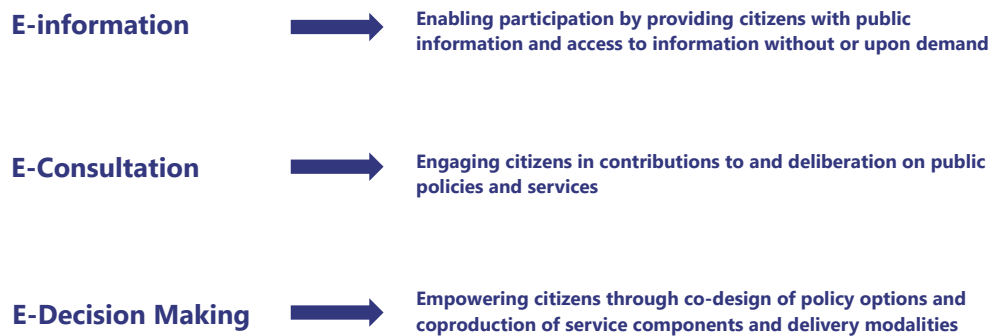 E-information
Enabling participation by providing citizens with public
information and access to information without or upon demand
E-Consultation
Engaging citizens in contributions to and deliberation on public
policies and services
E-Decision Making
Empowering citizens through co-design of policy options and
coproduction of service components and delivery modalities